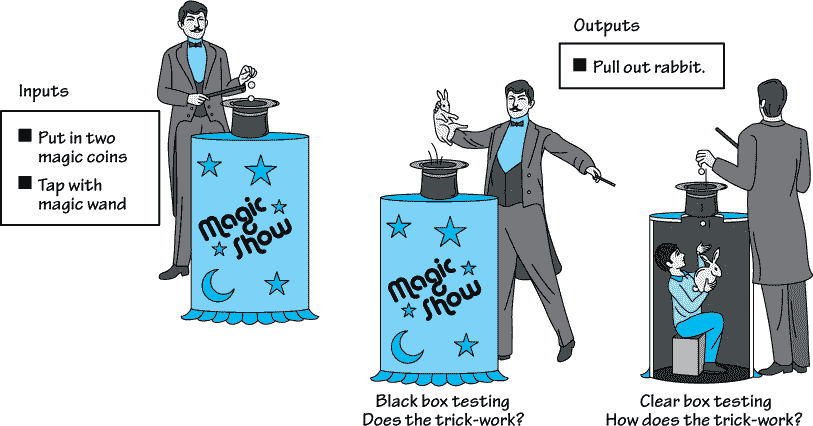 Inputs
■ Put in two
magic coins
■ Tap with
magic wand
Magic
Show
Outputs
■ Pull out rabbit.
Magic
Show
Black box testing
Does the trick-work?
Clear box testing
How does the trick-work?